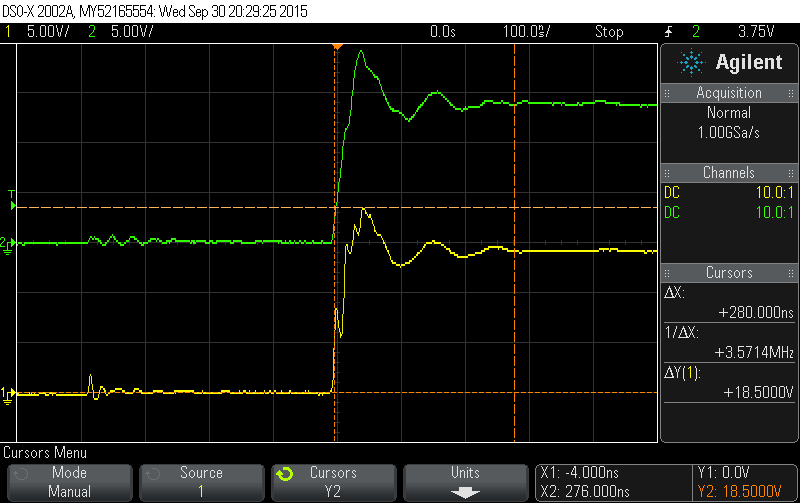 DSO-X 2002A, MY52165554: Wed Sep 30 20:29:25 2015
1 5.00V/ 2 5.00V/ 0.0s 100.0ns/ Stop 2 3.75V
Agilent
Acquisition
Normal
1.00GSa/s
Channels
DC 10.0:1
DC 10.0:1
Cursors
ΔX:
+280.000ns
1/ΔX:
+3.5714MHz
ΔY(1):
+18.5000V
T
2
1
Cursors Menu
Mode
Manual
Source
1
Cursors
Y2
Units
X1: -4.000ns
X2: 276.000ns
Y1: 0.0V
Y2: 18.5000V